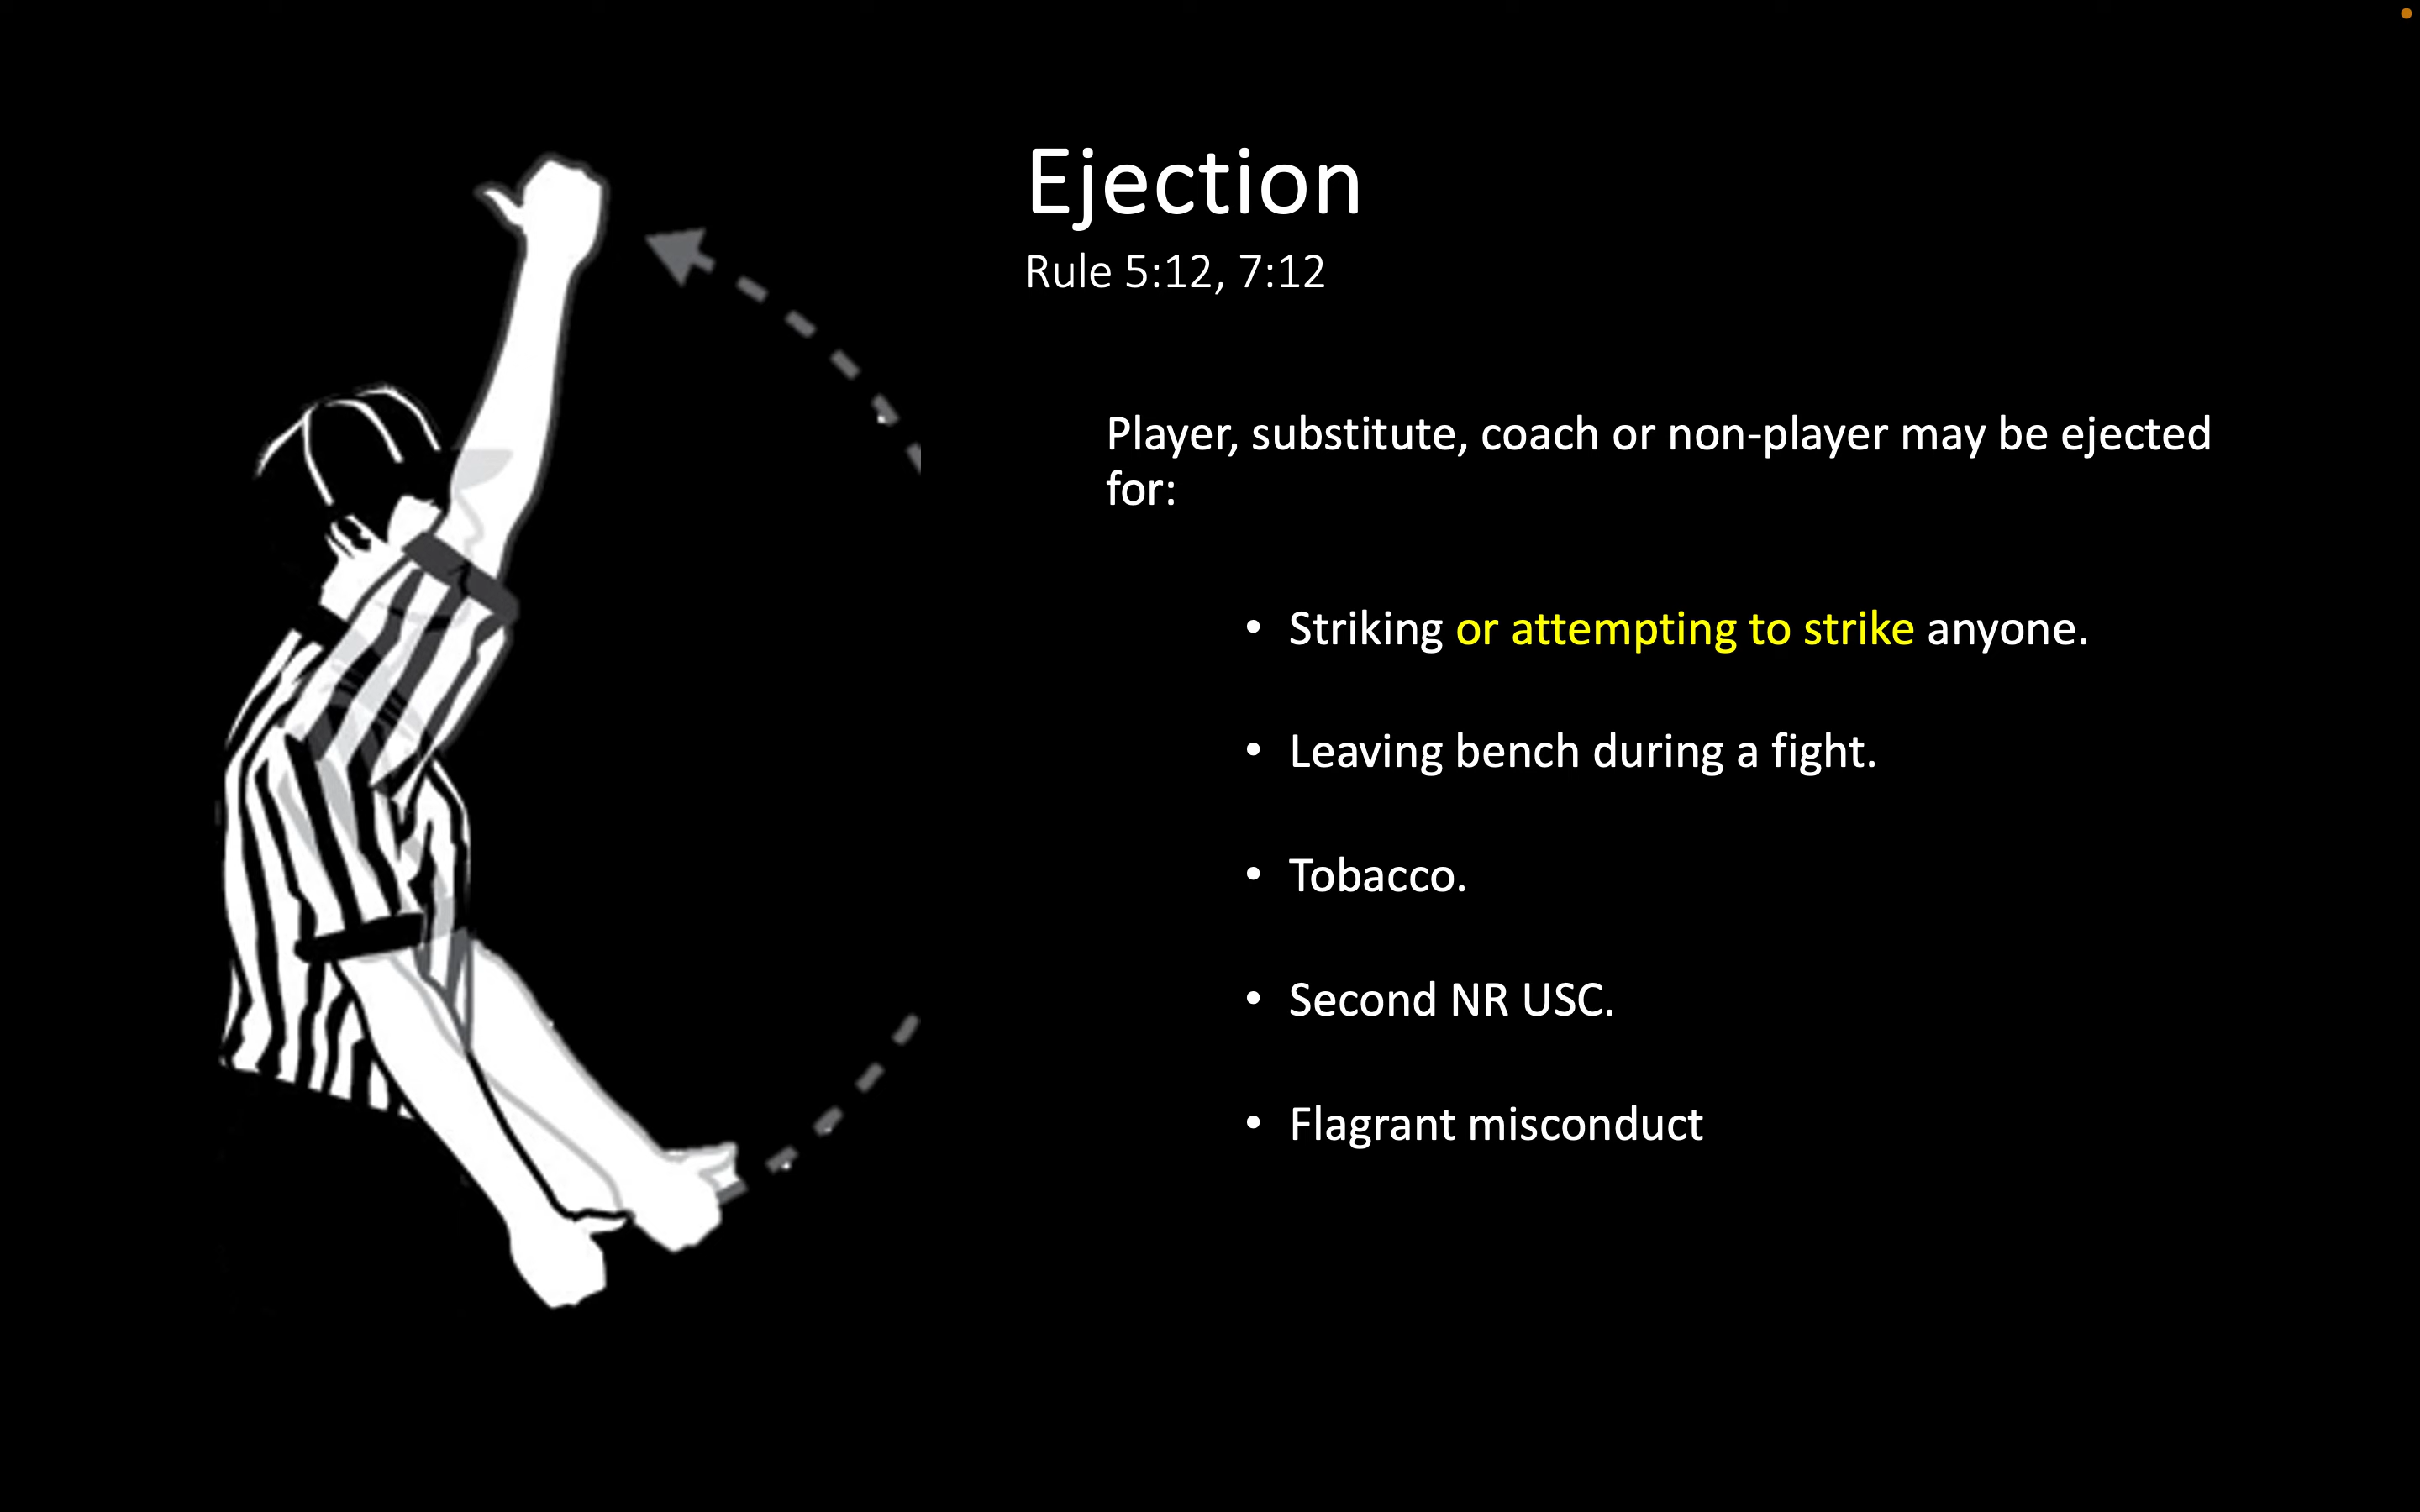 Ejection
Rule 5:12, 7:12
Player, substitute, coach or non-player may be ejected
for:
• Striking or attempting to strike anyone.
• Leaving bench during a fight.
• Tobacco.
• Second NR USC.
• Flagrant misconduct